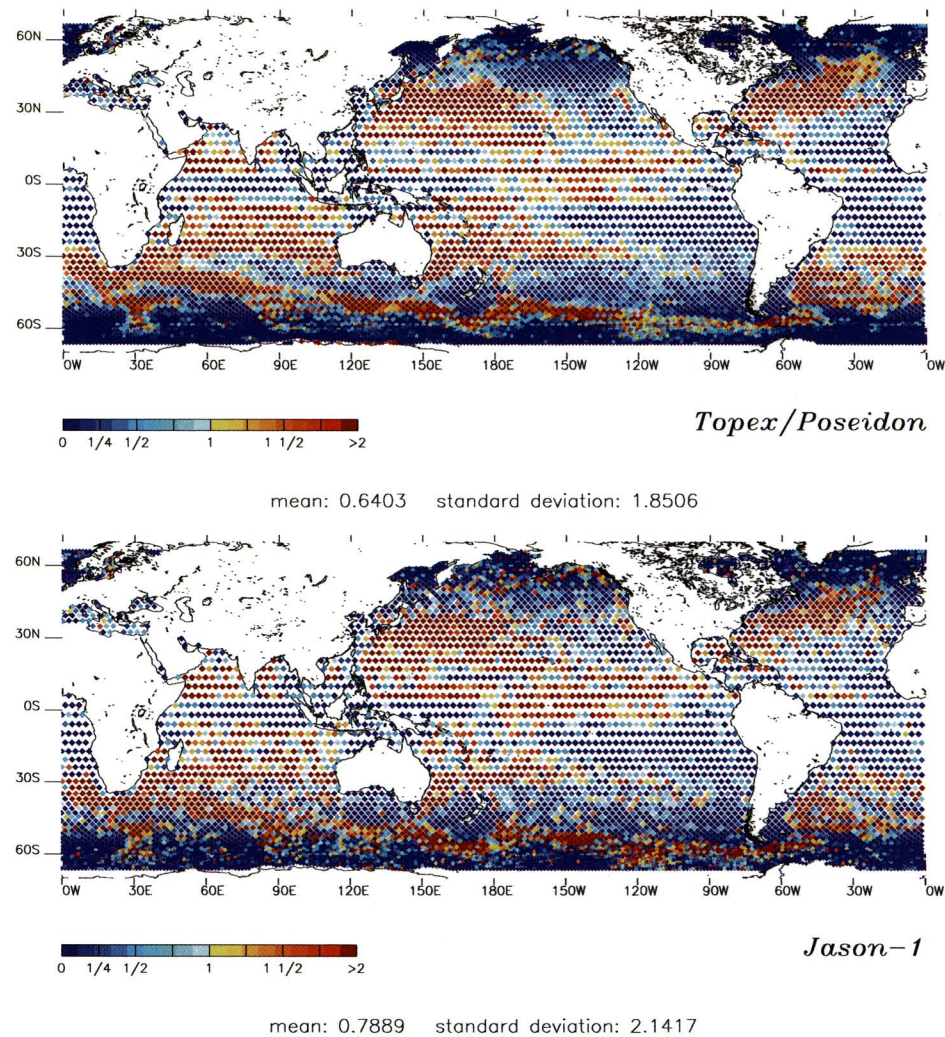 60N
30N
0S
30S
60S
0W 30E 60E 90E 120E 150E 180E 150W 120W 90W 60W 30W 0W
0 1/4 1/2 1 1 1/2 >2
Topex/Poseidon
mean: 0.6403 standard deviation: 1.8506
60N
30N
0S
30S
60S
0W 30E 60E 90E 120E 150E 180E 150W 120W 90W 60W 30W 0W
0 1/4 1/2 1 1 1/2 >2
Jason-1
mean: 0.7889 standard deviation: 2.1417